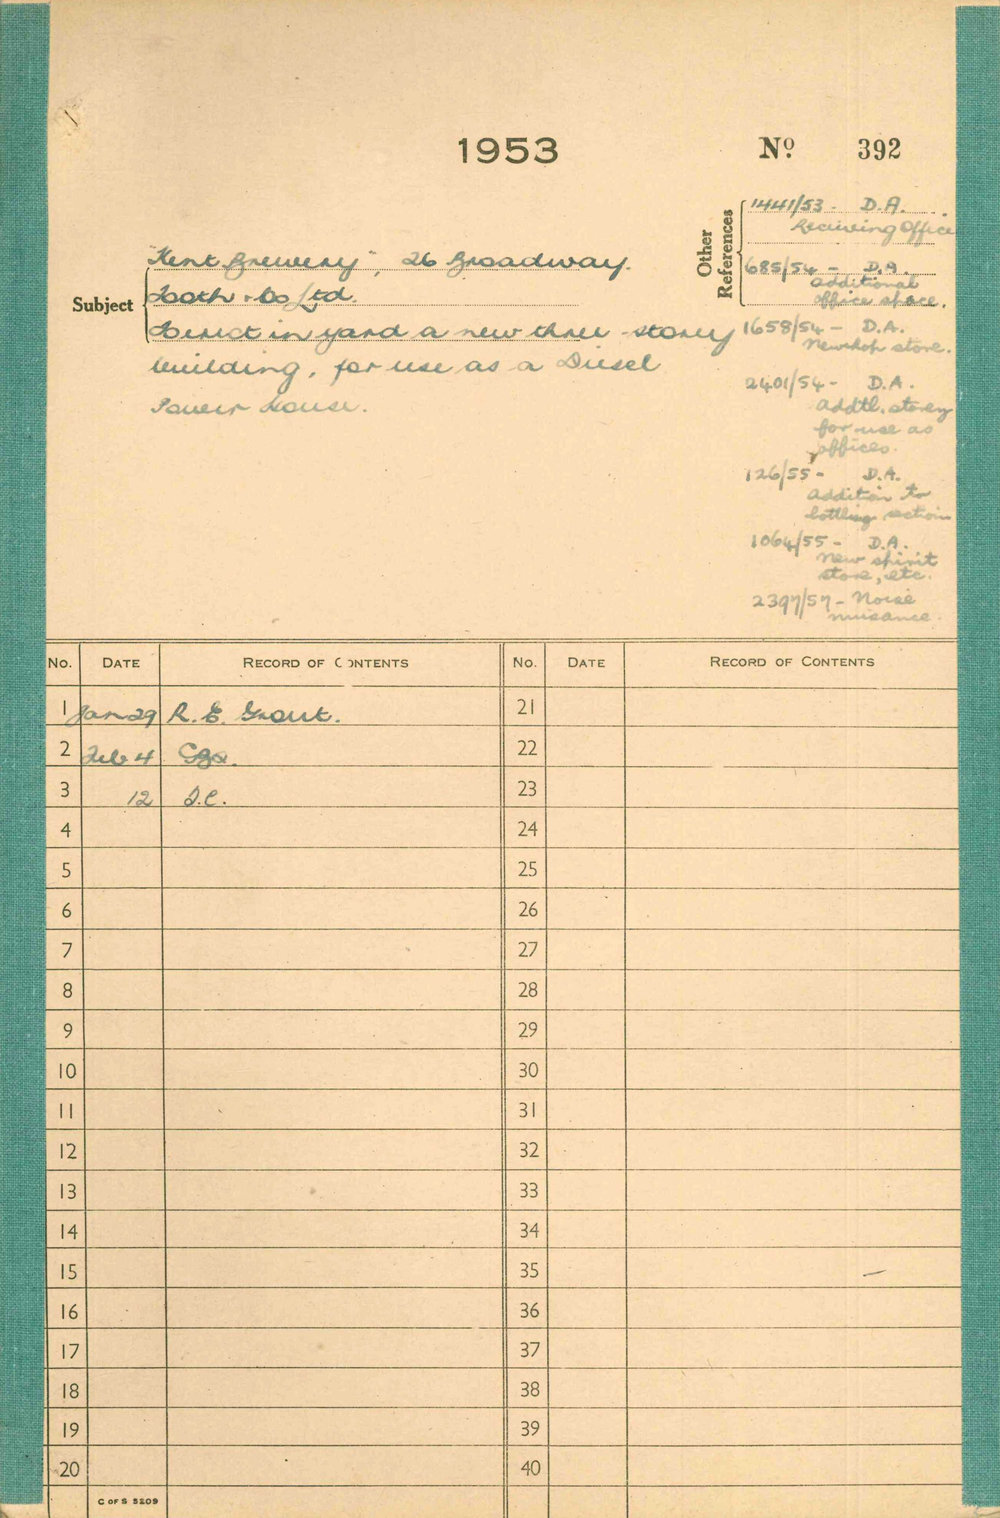 1953
No 392
Other References
1441/53 - D.A.
Receiving Office
685/54 - D.A.
additional
office space.
1658/54 - D.A.
New hop store.
2401/54 - D.A.
Addtl. storey
for use as
offices.
126/55 - D.A.
Addition to
bottling section
1064/55 - D.A.
New spirit
store, etc.
2397/57 - Noise
nuisance.
Subject
"Kent Brewery", 26 Broadway.
Tooth & Co Ltd.
To erect in yard a new three-storey
building, for use as a Diesel
Power House.
No. DATE RECORD OF CONTENTS No. DATE RECORD OF CONTENTS
1 Jan 29 R. E. Grout. 21
2 Feb 4 22
3 12 23
4 24
5 25
6 26
7 27
8 28
9 29
10 30
11 31
12 32
13 33
14 34
15 35
16 36
17 37
18 38
19 39
20 40
C OF S 5209